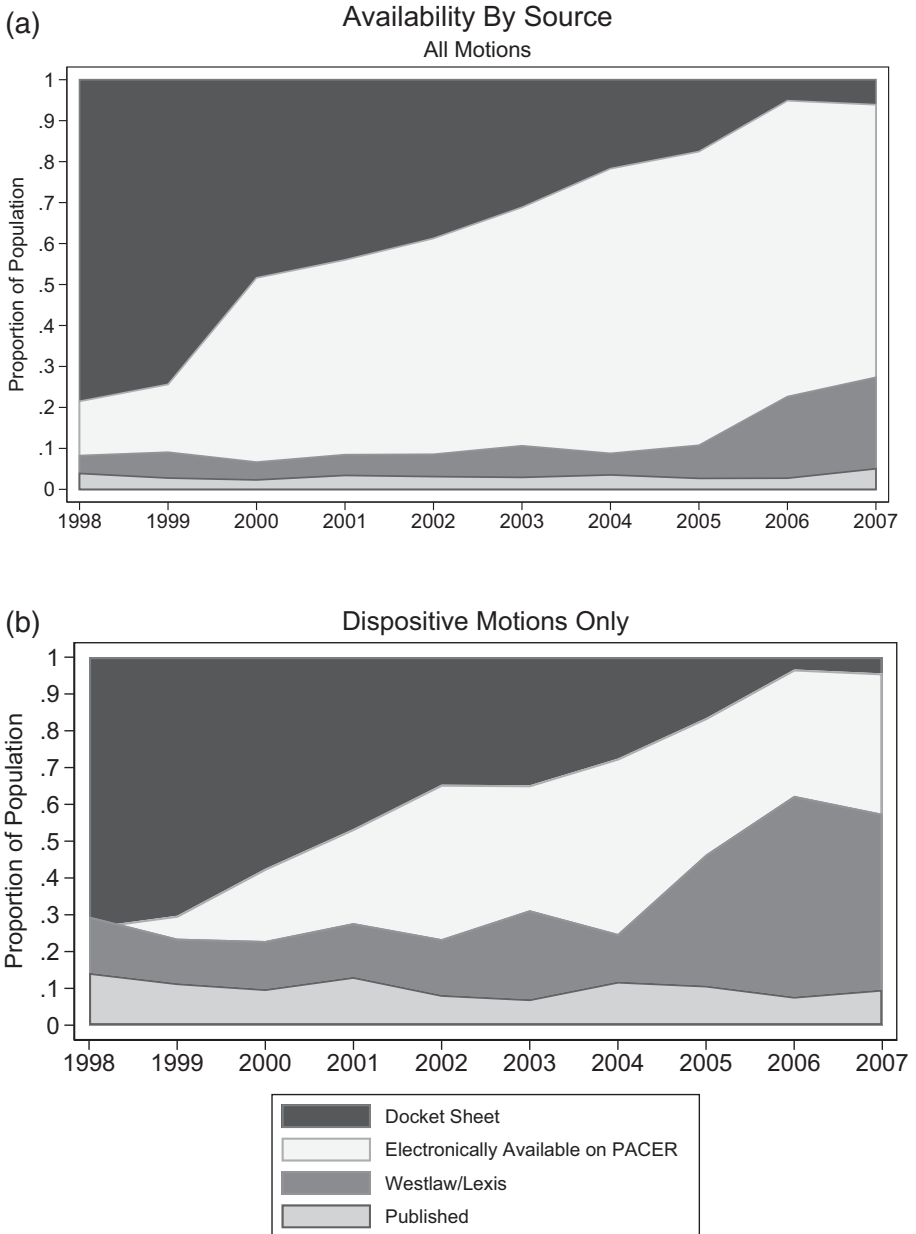 (a)
Availability By Source
All Motions
Proportion of Population
1
.9
.8
.7
.6
.5
.4
.3
.2
.1
0
1998 1999 2000 2001 2002 2003 2004 2005 2006 2007
(b)
Dispositive Motions Only
Proportion of Population
1
.9
.8
.7
.6
.5
.4
.3
.2
.1
0
1998 1999 2000 2001 2002 2003 2004 2005 2006 2007
Docket Sheet
Electronically Available on PACER
Westlaw/Lexis
Published